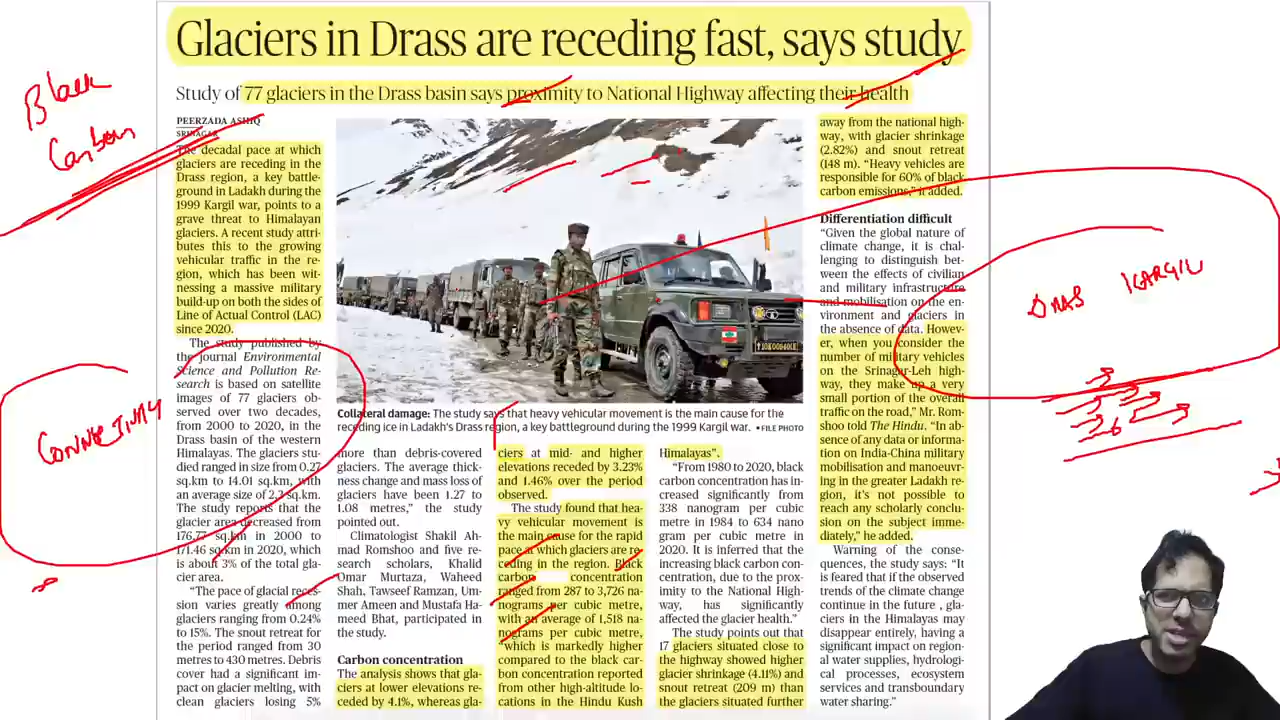 Glaciers in Drass are receding fast, says study
Study of 77 glaciers in the Drass basin says proximity to National Highway affecting their health
Black
Carbon
PEERZADA ASHIQ
SRINAGAR
The decadal pace at which
glaciers are receding in the
Drass region, a key battle-
ground in Ladakh during the
1999 Kargil war, points to a
grave threat to Himalayan
glaciers. A recent study attri-
butes this to the growing
vehicular traffic in the re-
gion, which has been wit-
nessing a massive military
build-up on both the sides of
Line of Actual Control (LAC)
since 2020.
The study published by
the journal Environmental
Science and Pollution Re-
search is based on satellite
images of 77 glaciers ob-
served over two decades,
from 2000 to 2020, in the
Drass basin of the western
Himalayas. The glaciers stu-
died ranged in size from 0.27
sq.km to 14.01 sq.km, with
an average size of 2.2 sq.km.
The study reports that the
glacier area decreased from
176.77 sq.km in 2000 to
171.46 sq.km in 2020, which
is about 3% of the total gla-
cier area.
"The pace of glacial reces-
sion varies greatly among
glaciers ranging from 0.24%
to 15%. The snout retreat for
the period ranged from 30
metres to 430 metres. Debris
cover had a significant im-
pact on glacier melting, with
clean glaciers losing 5%
CONNECTIVITY
Collateral damage: The study says that heavy vehicular movement is the main cause for the
receding ice in Ladakh's Drass region, a key battleground during the 1999 Kargil war. • FILE PHOTO
more than debris-covered
glaciers. The average thick-
ness change and mass loss of
glaciers have been 1.27 to
1.08 metres," the study
pointed out.
Climatologist Shakil Ah-
mad Romshoo and five re-
search scholars, Khalid
Omar Murtaza, Waheed
Shah, Tawseef Ramzan, Um-
mer Ameen and Mustafa Ha-
meed Bhat, participated in
the study.
Carbon concentration
The analysis shows that gla-
ciers at lower elevations re-
ceded by 4.1%, whereas gla-
ciers at mid- and higher
elevations receded by 3.23%
and 1.46% over the period
observed.
The study found that hea-
vy vehicular movement is
the main cause for the rapid
pace at which glaciers are re-
ceding in the region. Black
carbon concentration
ranged from 287 to 3,726 na-
nograms per cubic metre,
with an average of 1,518 na-
nograms per cubic metre,
"which is markedly higher
compared to the black car-
bon concentration reported
from other high-altitude lo-
cations in the Hindu Kush
Himalayas".
"From 1980 to 2020, black
carbon concentration has in-
creased significantly from
338 nanogram per cubic
metre in 1984 to 634 nano
gram per cubic metre in
2020. It is inferred that the
increasing black carbon con-
centration, due to the prox-
imity to the National High-
way, has significantly
affected the glacier health."
The study points out that
17 glaciers situated close to
the highway showed higher
glacier shrinkage (4.11%) and
snout retreat (209 m) than
the glaciers situated further
away from the national high-
way, with glacier shrinkage
(2.82%) and snout retreat
(148 m). "Heavy vehicles are
responsible for 60% of black
carbon emissions," it added.
Differentiation difficult
"Given the global nature of
climate change, it is chal-
lenging to distinguish bet-
ween the effects of civilian
and military infrastructure
and mobilisation on the en-
vironment and glaciers in
the absence of data. Howev-
er, when you consider the
number of military vehicles
on the Srinagar-Leh high-
way, they make up a very
small portion of the overall
traffic on the road," Mr. Rom-
shoo told The Hindu. "In ab-
sence of any data or informa-
tion on India-China military
mobilisation and manoeuvr-
ing in the greater Ladakh re-
gion, it's not possible to
reach any scholarly conclu-
sion on the subject imme-
diately," he added.
Warning of the conse-
quences, the study says: "It
is feared that if the observed
trends of the climate change
continue in the future , gla-
ciers in the Himalayas may
disappear entirely, having a
significant impact on region-
al water supplies, hydrologi-
cal processes, ecosystem
services and transboundary
water sharing."
DRAS KARGIL